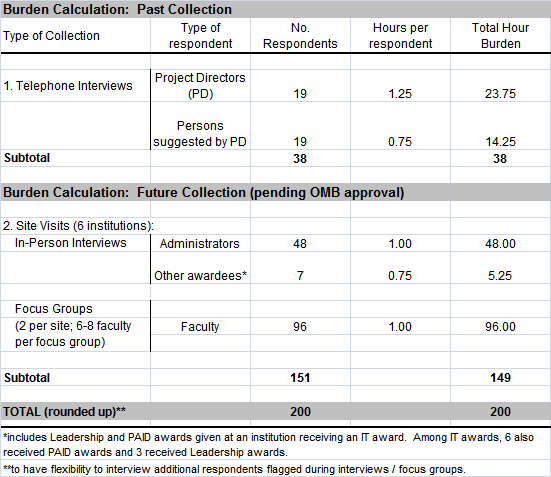 Burden Calculation:  Past Collection
Type of Collection Type of respondent No. Respondents Hours per respondent Total Hour Burden
1. Telephone Interviews Project Directors (PD) 19 1.25 23.75
Persons suggested by PD 19 0.75 14.25
Subtotal 38 38
Burden Calculation:  Future Collection (pending OMB approval)
2. Site Visits (6 institutions):
In-Person Interviews Administrators 48 1.00 48.00
Other awardees* 7 0.75 5.25
Focus Groups
(2 per site; 6-8 faculty per focus group) Faculty 96 1.00 96.00
Subtotal 151 149
TOTAL (rounded up)** 200 200
*includes Leadership and PAID awards given at an institution receiving an IT award.  Among IT awards, 6 also
received PAID awards and 3 received Leadership awards.
**to have flexibility to interview additional respondents flagged during interviews / focus groups.